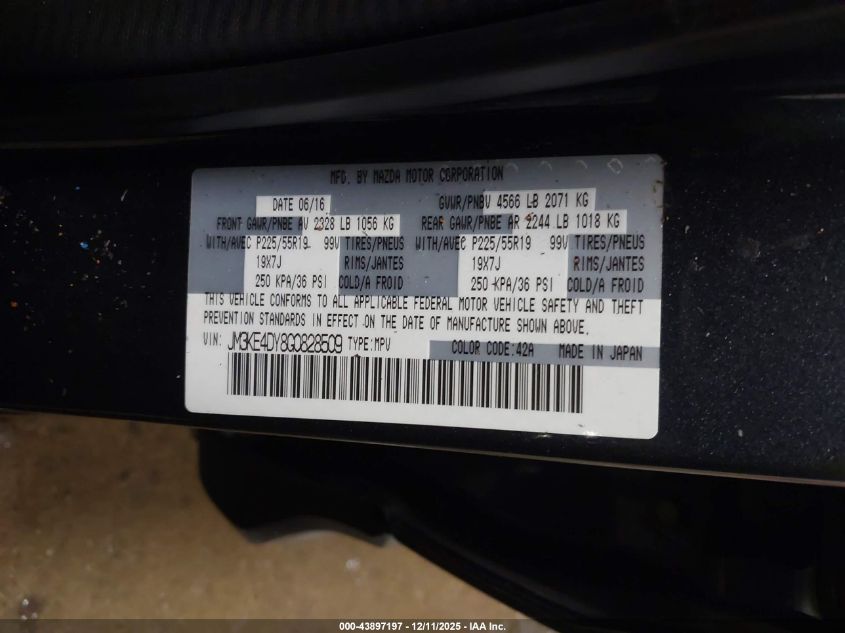 MFG. BY MAZDA MOTOR CORPORATION
DATE 06/16 GVWR/PNBV 4566 LB 2071 KG
FRONT GAWR/PNBE AV 2328 LB 1056 KG REAR GAWR/PNBE AR 2244 LB 1018 KG
WITH/AVEC P225/55R19 99V TIRES/PNEUS WITH/AVEC P225/55R19 99V TIRES/PNEUS
19X7J RIMS/JANTES 19X7J RIMS/JANTES
250 KPA/36 PSI COLD/A FROID 250 KPA/36 PSI COLD/A FROID
THIS VEHICLE CONFORMS TO ALL APPLICABLE FEDERAL MOTOR VEHICLE SAFETY AND THEFT
PREVENTION STANDARDS IN EFFECT ON THE DATE OF MANUFACTURE SHOWN ABOVE.
VIN: JM3KE4DY8G0828509 TYPE:MPV COLOR CODE:42A MADE IN JAPAN
000-43897197 - 12/11/2025 - IAA Inc.